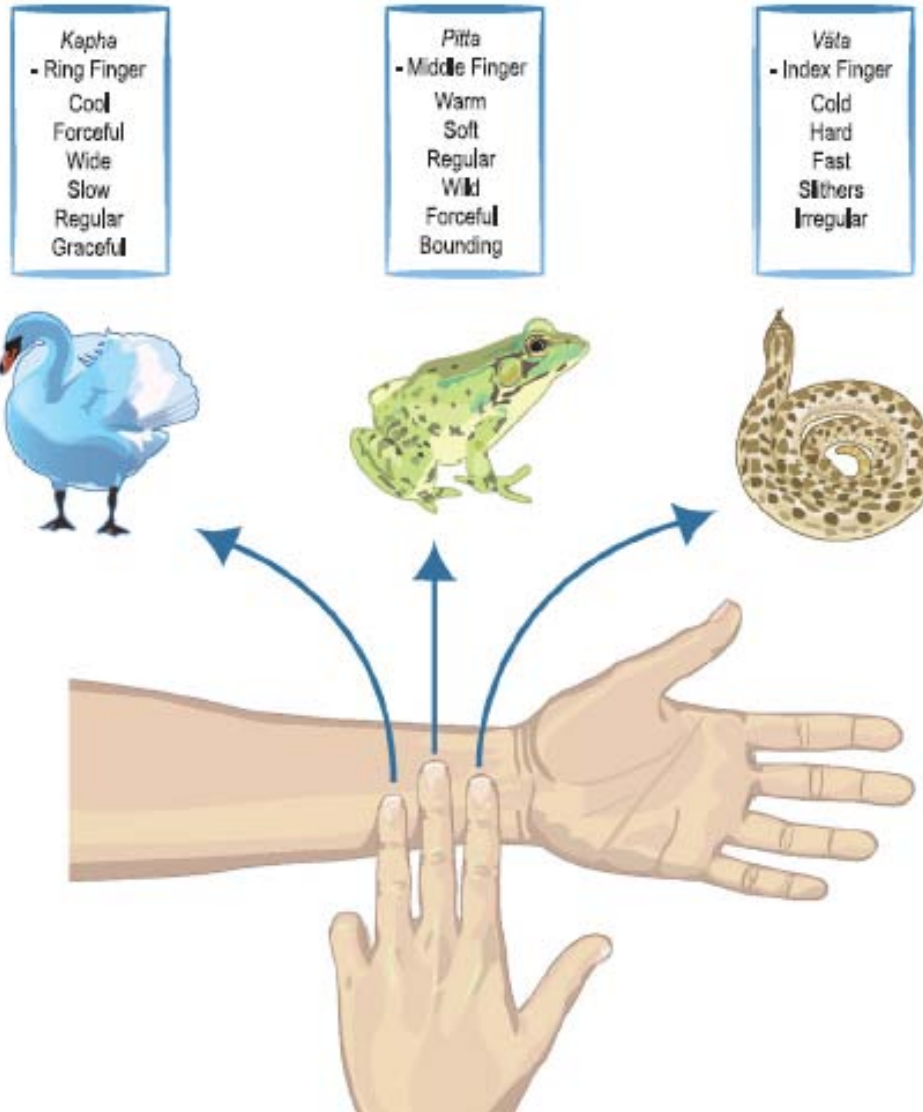 Kapha
- Ring Finger
Cool
Forceful
Wide
Slow
Regular
Graceful
Pitta
- Middle Finger
Warm
Soft
Regular
Wild
Forceful
Bounding
Vāta
- Index Finger
Cold
Hard
Fast
Slithers
Irregular